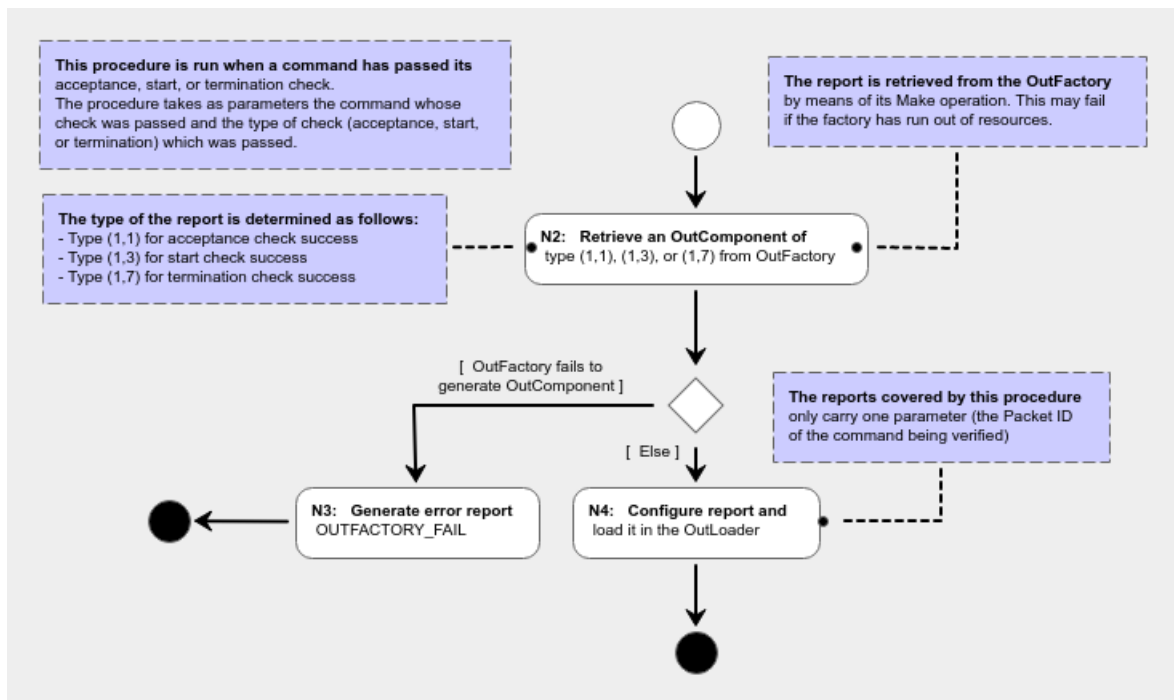 This procedure is run when a command has passed its
acceptance, start, or termination check.
The procedure takes as parameters the command whose
check was passed and the type of check (acceptance, start,
or termination) which was passed.
The report is retrieved from the OutFactory
by means of its Make operation. This may fail
if the factory has run out of resources.
The type of the report is determined as follows:
- Type (1,1) for acceptance check success
- Type (1,3) for start check success
- Type (1,7) for termination check success
N2: Retrieve an OutComponent of
type (1,1), (1,3), or (1,7) from OutFactory
[ OutFactory fails to
generate OutComponent ]
The reports covered by this procedure
only carry one parameter (the Packet ID
of the command being verified)
[ Else ]
N3: Generate error report
OUTFACTORY_FAIL
N4: Configure report and
load it in the OutLoader